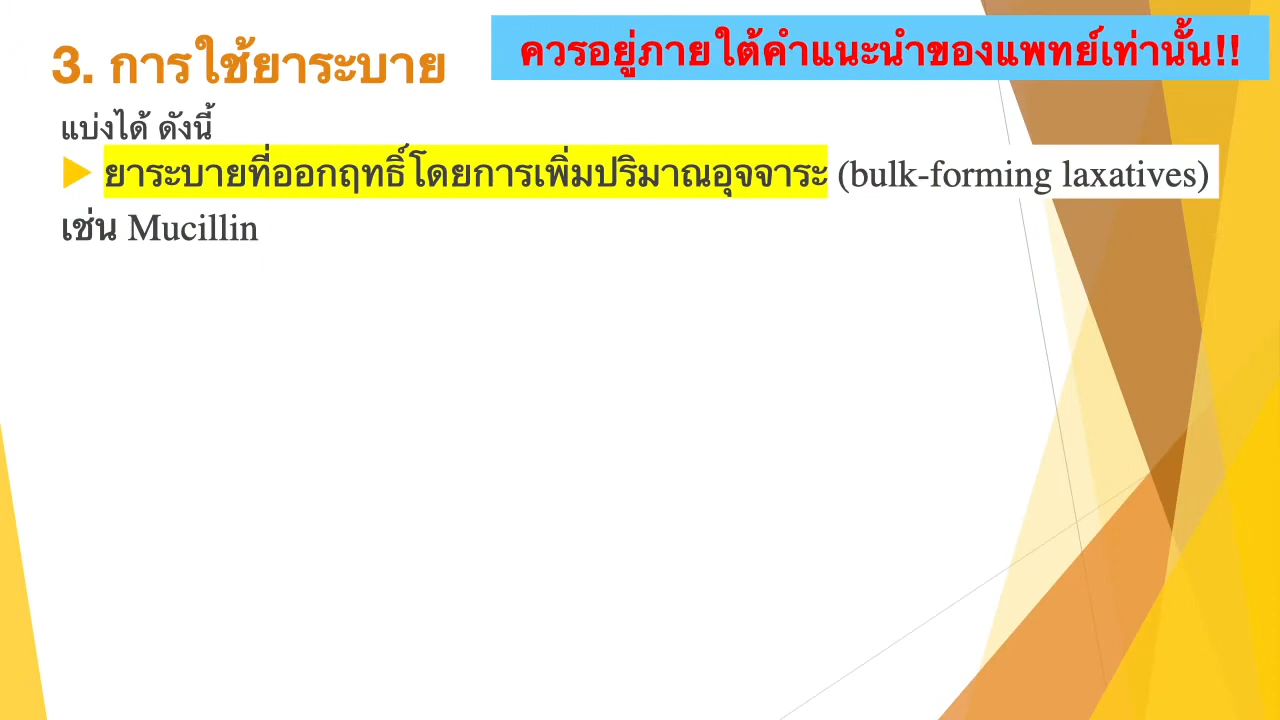 3. การใช้ยาระบาย
ควรอยู่ภายใต้คำแนะนำของแพทย์เท่านั้น!!
แบ่งได้ ดังนี้
ยาระบายที่ออกฤทธิ์โดยการเพิ่มปริมาณอุจจาระ (bulk-forming laxatives)
เช่น Mucillin